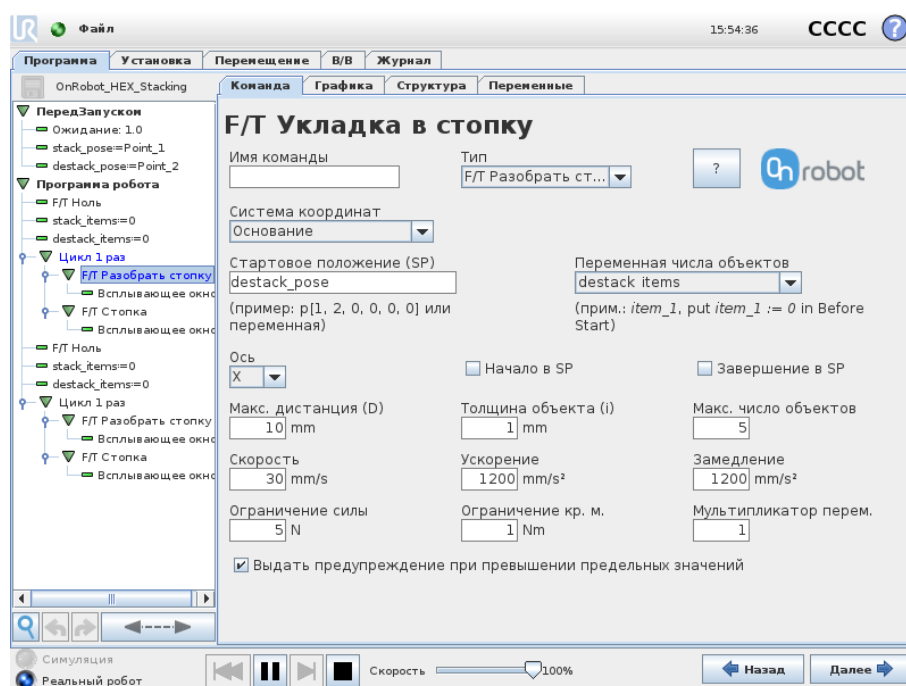 Файл
15:54:36
CCCC
?
Программа Установка Перемещение В/В Журнал
OnRobot_HEX_Stacking
Команда Графика Структура Переменные
ПередЗапуском
Ожидание: 1.0
stack_pose≔Point_1
destack_pose≔Point_2
Программа робота
F/T Ноль
stack_items≔0
destack_items≔0
Цикл 1 раз
F/T Разобрать стопку
Всплывающее окно
F/T Стопка
Всплывающее окно
F/T Ноль
stack_items≔0
destack_items≔0
Цикл 1 раз
F/T Разобрать стопку
Всплывающее окно
F/T Стопка
Всплывающее окно
F/T Укладка в стопку
Имя команды
Тип
F/T Разобрать ст...
?
OnRobot
Система координат
Основание
Стартовое положение (SP)
destack_pose
(пример: p[1, 2, 0, 0, 0, 0] или
переменная)
Переменная числа объектов
destack items
(прим.: item_1, put item_1 := 0 in Before
Start)
Ось
X
Начало в SP
Завершение в SP
Макс. дистанция (D)
10 mm
Толщина объекта (i)
1 mm
Макс. число объектов
5
Скорость
30 mm/s
Ускорение
1200 mm/s²
Замедление
1200 mm/s²
Ограничение силы
5 N
Ограничение кр. м.
1 Nm
Мультипликатор перем.
1
Выдать предупреждение при превышении предельных значений
Симуляция
Реальный робот
Скорость
100%
Назад
Далее